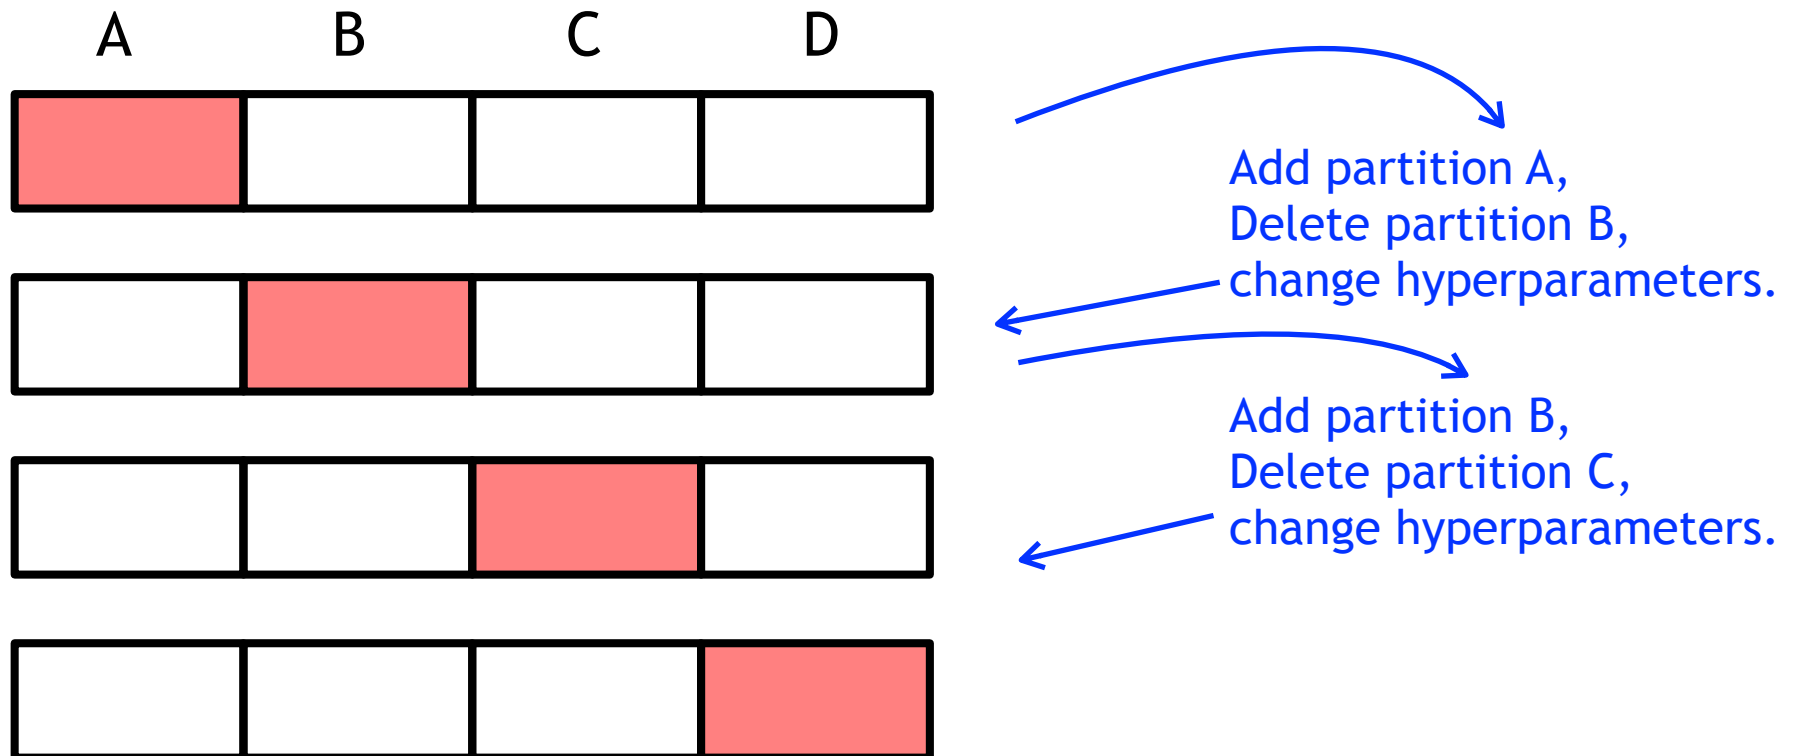 A B C D
Add partition A,
Delete partition B,
change hyperparameters.
Add partition B,
Delete partition C,
change hyperparameters.